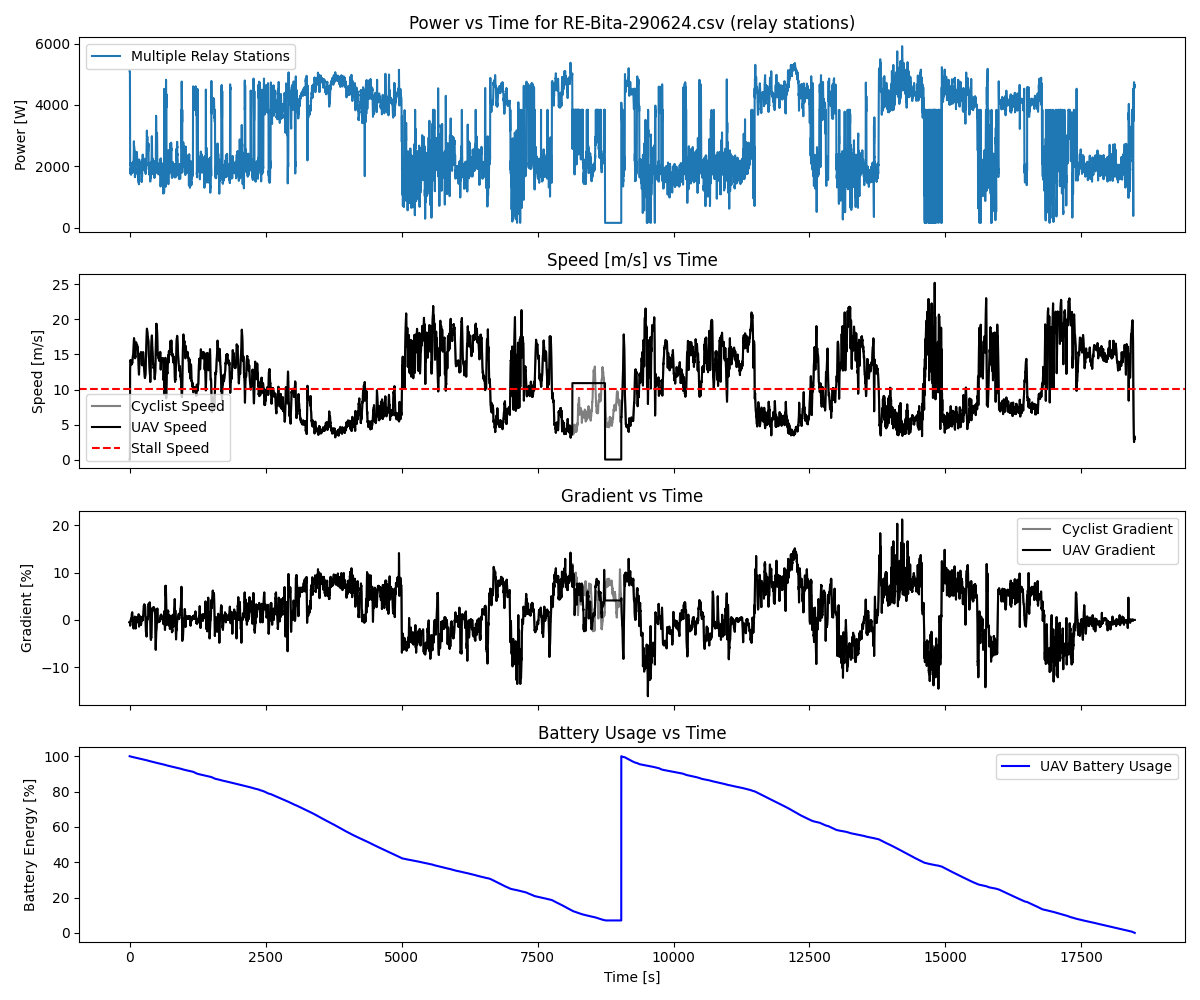 Power vs Time for RE-Bita-290624.csv (relay stations)
6000
4000
2000
0
Power [W]
Multiple Relay Stations
Speed [m/s] vs Time
25
20
15
10
5
0
Speed [m/s]
Cyclist Speed
UAV Speed
Stall Speed
Gradient vs Time
20
10
0
−10
Gradient [%]
Cyclist Gradient
UAV Gradient
Battery Usage vs Time
100
80
60
40
20
0
Battery Energy [%]
UAV Battery Usage
0 2500 5000 7500 10000 12500 15000 17500
Time [s]